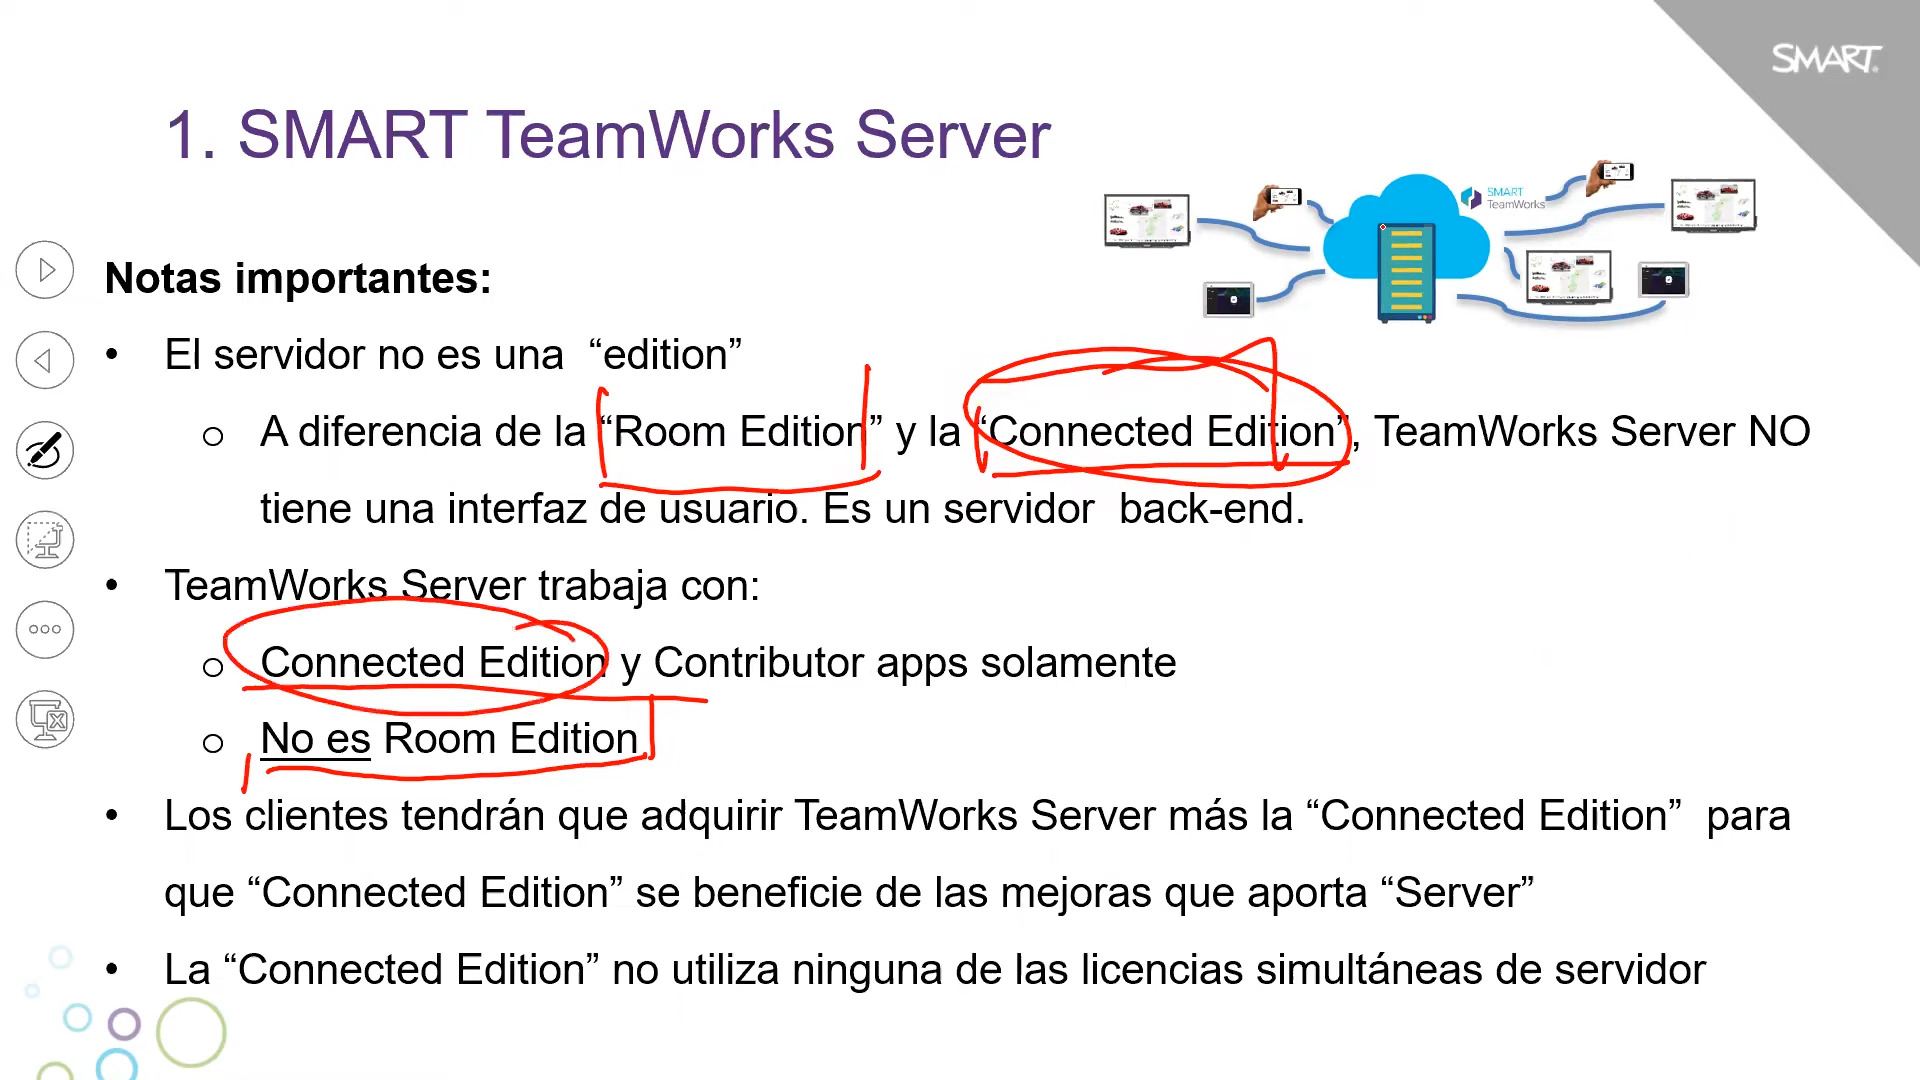 SMART
1. SMART TeamWorks Server
SMART
TeamWorks
Notas importantes:
• El servidor no es una “edition”
o A diferencia de la “Room Edition” y la “Connected Edition”, TeamWorks Server NO
tiene una interfaz de usuario. Es un servidor back-end.
• TeamWorks Server trabaja con:
o Connected Edition y Contributor apps solamente
o No es Room Edition
• Los clientes tendrán que adquirir TeamWorks Server más la “Connected Edition” para
que “Connected Edition” se beneficie de las mejoras que aporta “Server”
• La “Connected Edition” no utiliza ninguna de las licencias simultáneas de servidor